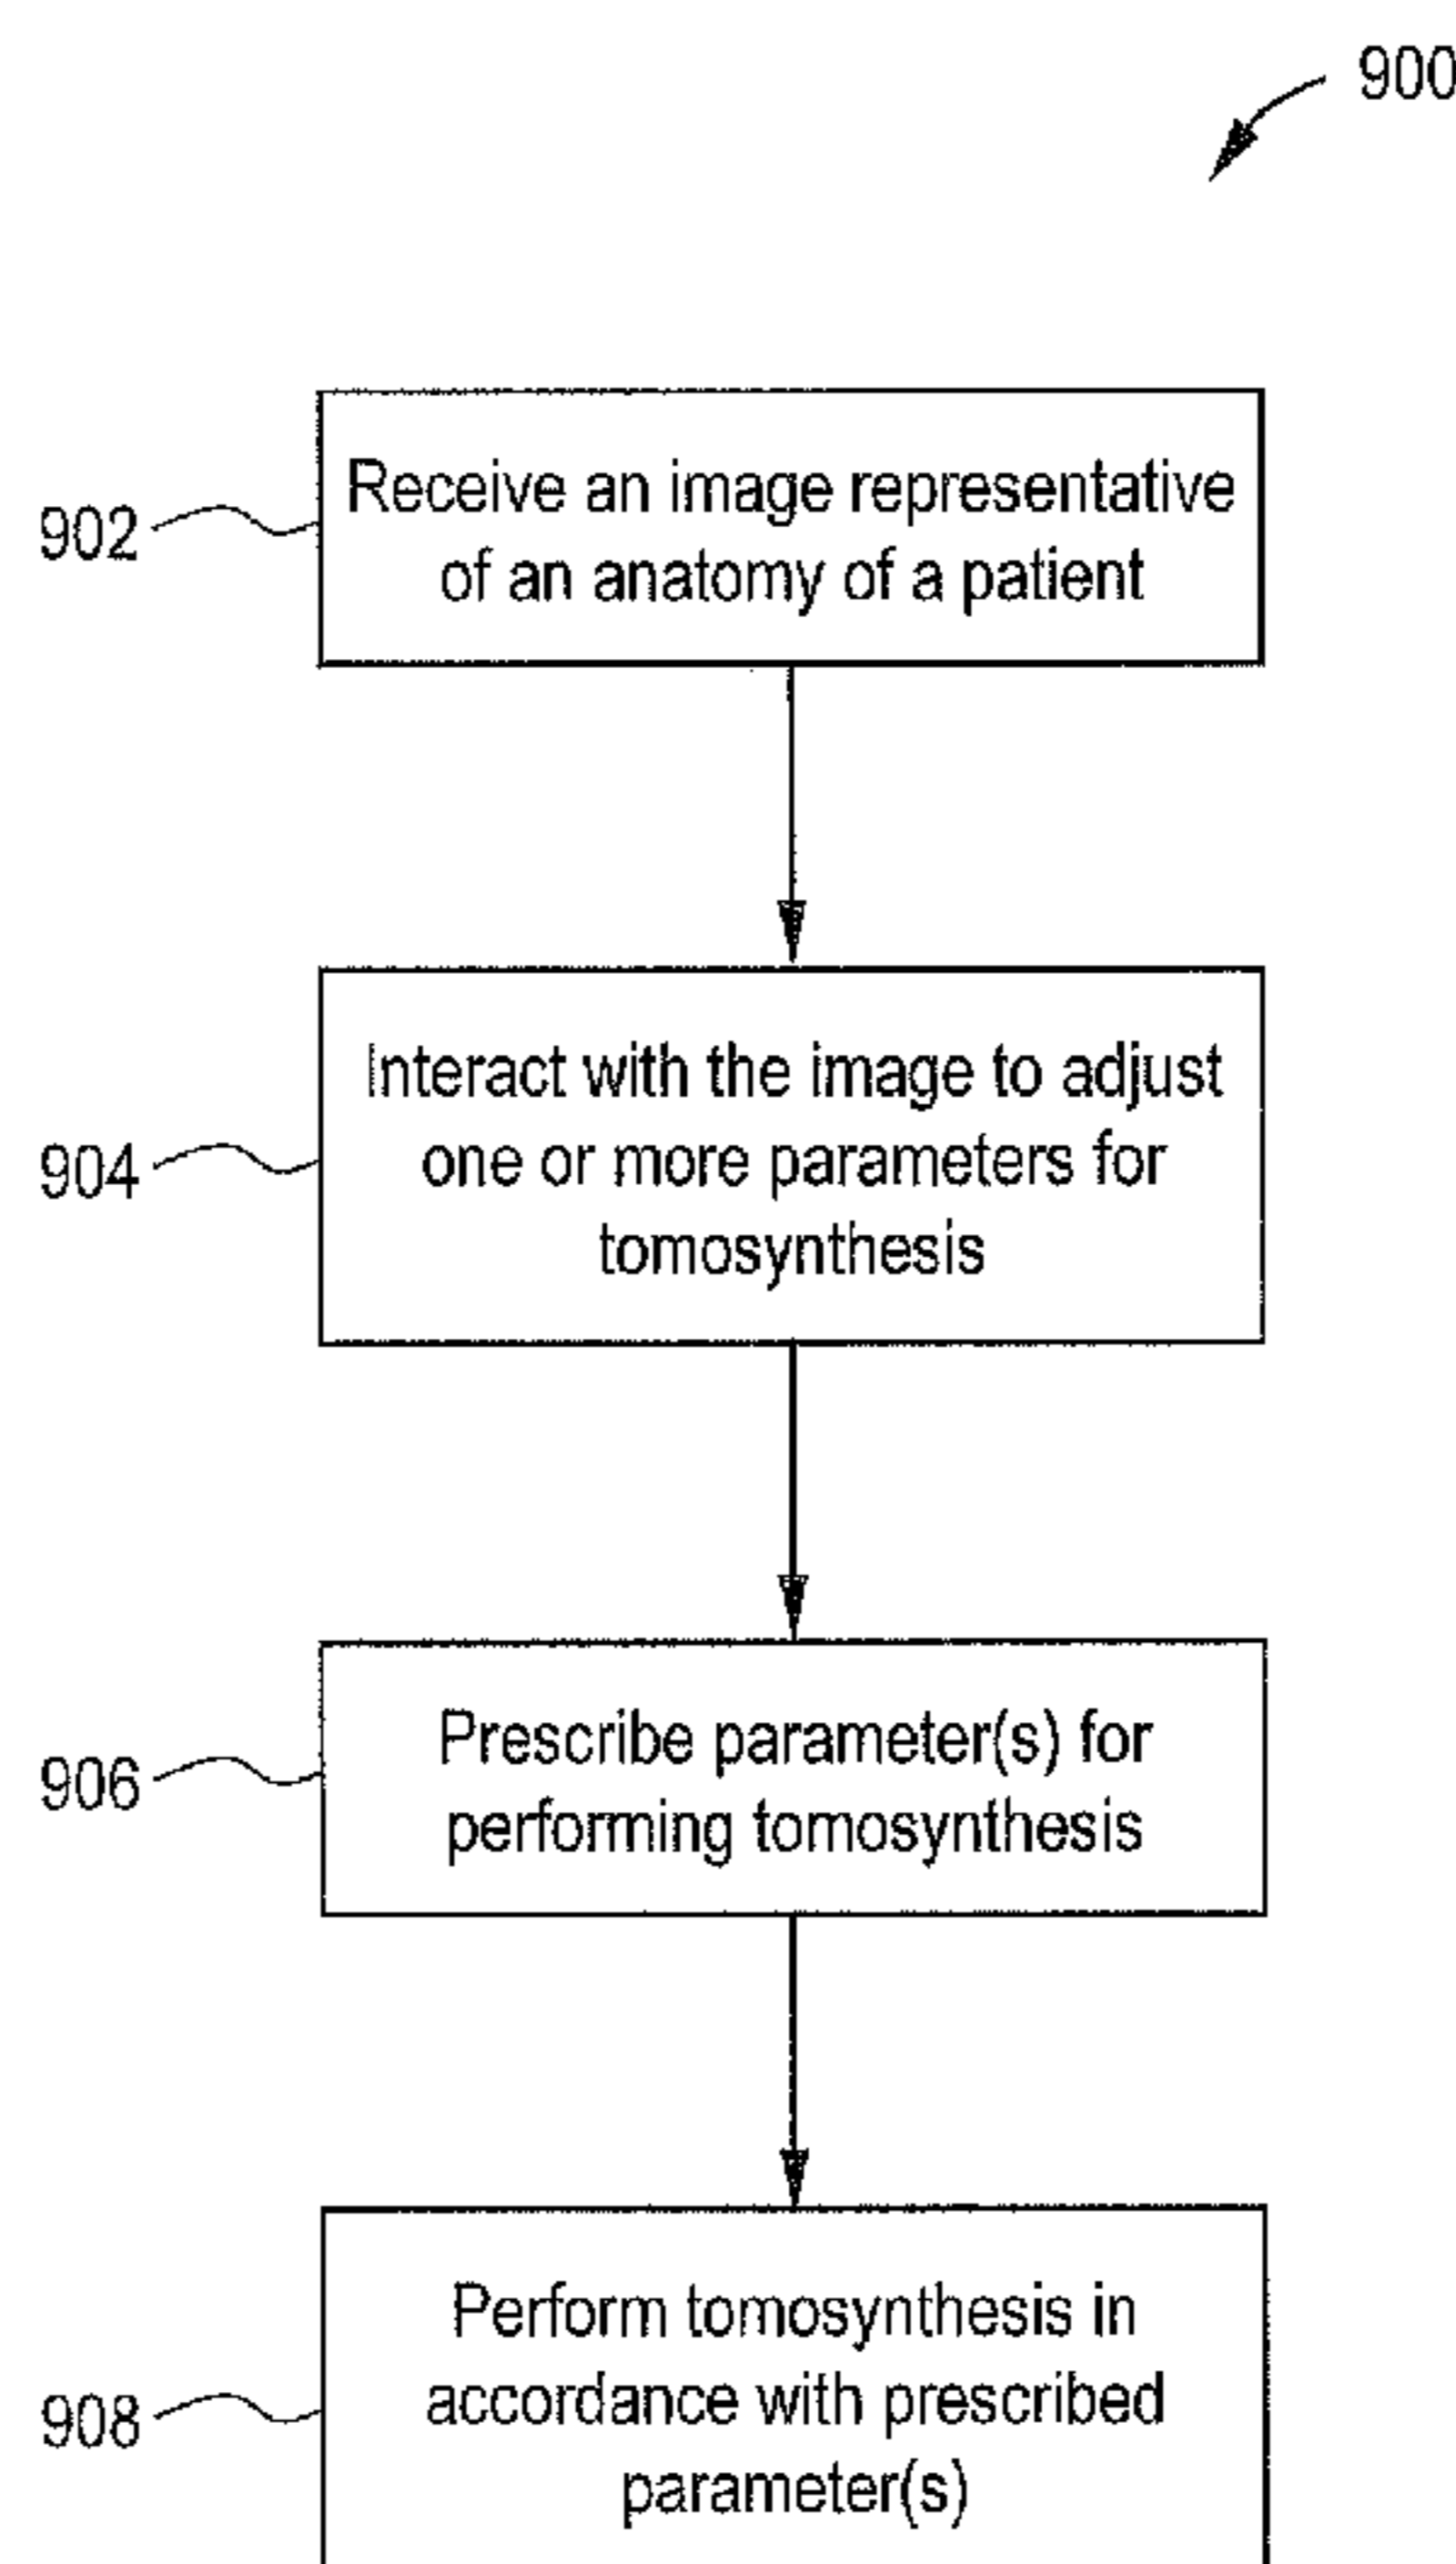 900
902
Receive an image representative
of an anatomy of a patient
904
Interact with the image to adjust
one or more parameters for
tomosynthesis
906
Prescribe parameter(s) for
performing tomosynthesis
908
Perform tomosynthesis in
accordance with prescribed
parameter(s)